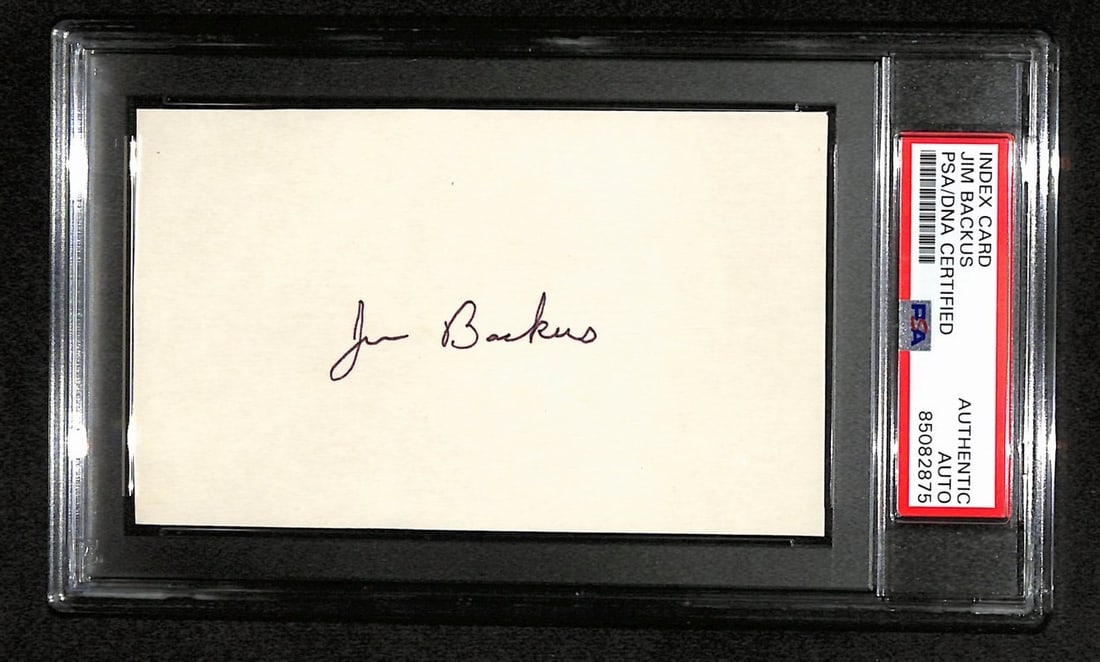 Jim Backus
INDEX CARD
JIM BACKUS
PSA/DNA CERTIFIED
PSA
AUTHENTIC
AUTO
85082875